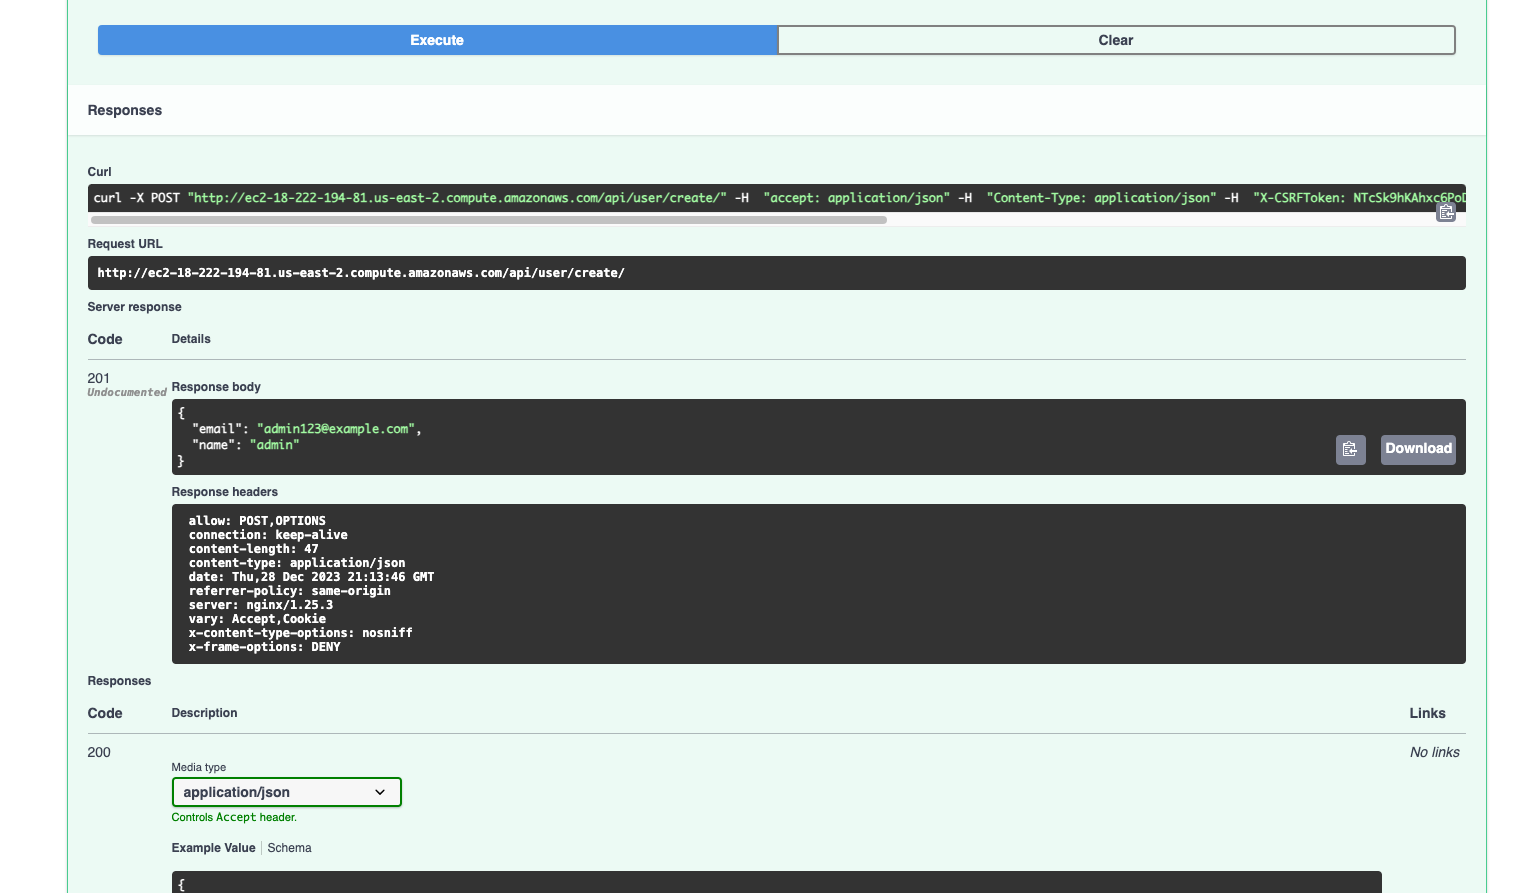 Execute
Clear
Responses
Curl
curl -X POST "http://ec2-18-222-194-81.us-east-2.compute.amazonaws.com/api/user/create/" -H  "accept: application/json" -H  "Content-Type: application/json" -H  "X-CSRFToken: NTcSk9hKAhxc6PoD
Request URL
http://ec2-18-222-194-81.us-east-2.compute.amazonaws.com/api/user/create/
Server response
Code Details
201
Undocumented
Response body
{
  "email": "admin123@example.com",
  "name": "admin"
}
Download
Response headers
allow: POST,OPTIONS
connection: keep-alive
content-length: 47
content-type: application/json
date: Thu,28 Dec 2023 21:13:46 GMT
referrer-policy: same-origin
server: nginx/1.25.3
vary: Accept,Cookie
x-content-type-options: nosniff
x-frame-options: DENY
Responses
Code Description Links
200 No links
Media type
application/json
Controls Accept header.
Example Value Schema
{